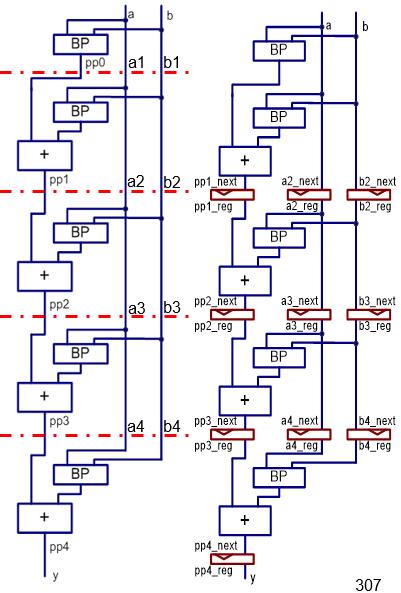 a b
BP
pp0 a1 b1
BP
+
pp1 a2 b2
BP
+
pp2 a3 b3
BP
+
pp3 a4 b4
BP
+
pp4
y
a b
BP
BP
+
pp1_next a2_next b2_next
pp1_reg a2_reg b2_reg
BP
+
pp2_next a3_next b3_next
pp2_reg a3_reg b3_reg
BP
+
pp3_next a4_next b4_next
pp3_reg a4_reg b4_reg
BP
+
pp4_next
pp4_reg y
307